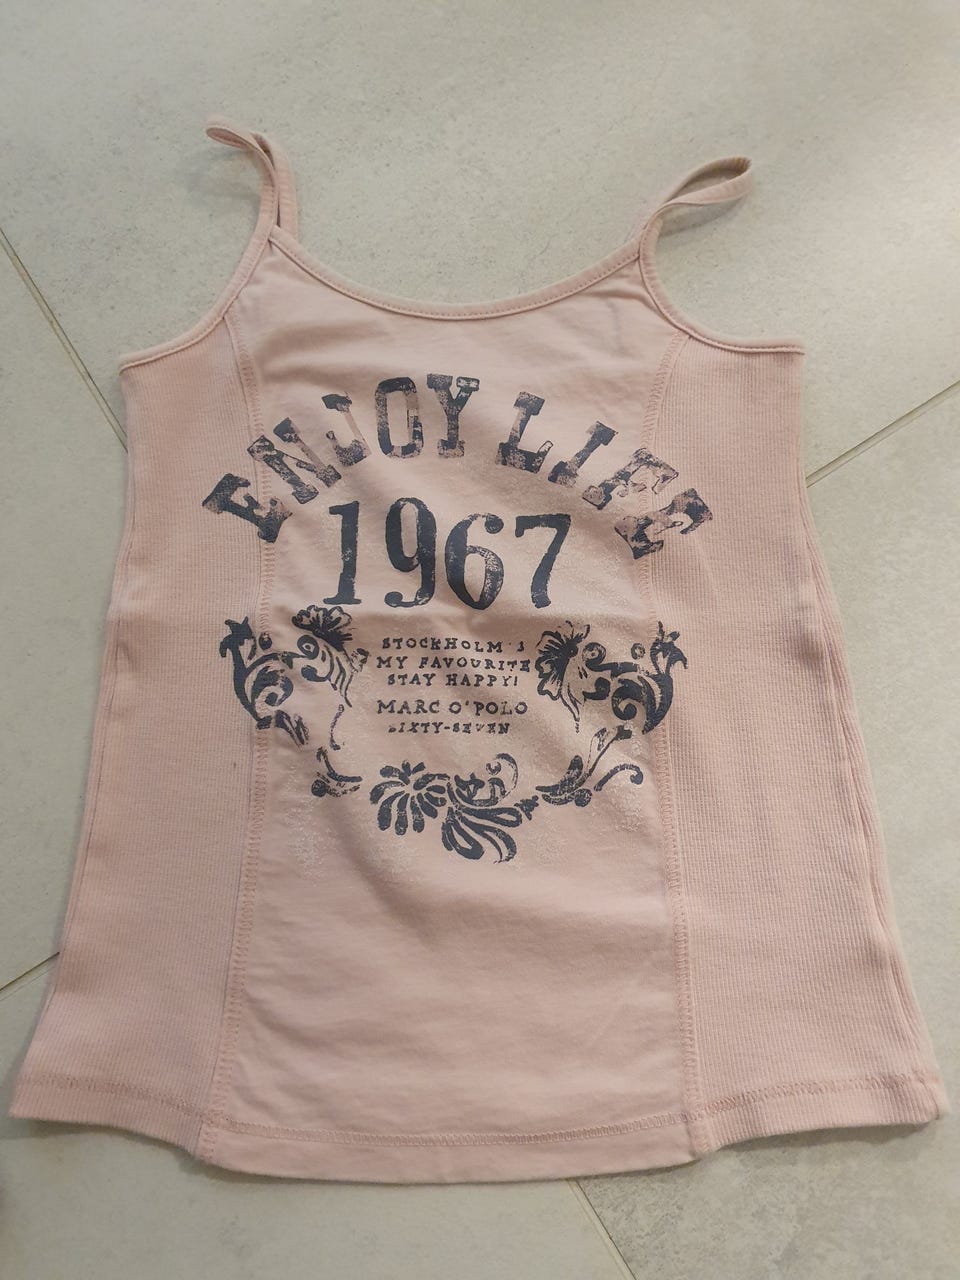 ENJOY LIFE
1967
STOCKHOLM'S
MY FAVOURITE
STAY HAPPY!
MARC O'POLO
SIXTY-SEVEN